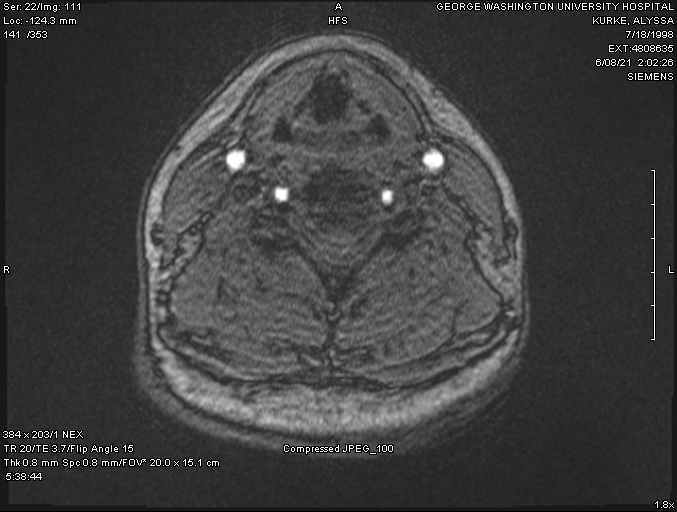 Ser: 22/Img: 111
Loc: -124.3 mm
141 /353
A
HFS
GEORGE WASHINGTON UNIVERSITY HOSPITAL
KURKE, ALYSSA
7/18/1998
EXT:4808635
6/08/21 2:02:26
SIEMENS
R
L
384 x 203/1 NEX
TR 20/TE 3.7/Flip Angle 15
Thk 0.8 mm Spc 0.8 mm/FOV* 20.0 x 15.1 cm
5:38:44
Compressed JPEG_100
1.8x